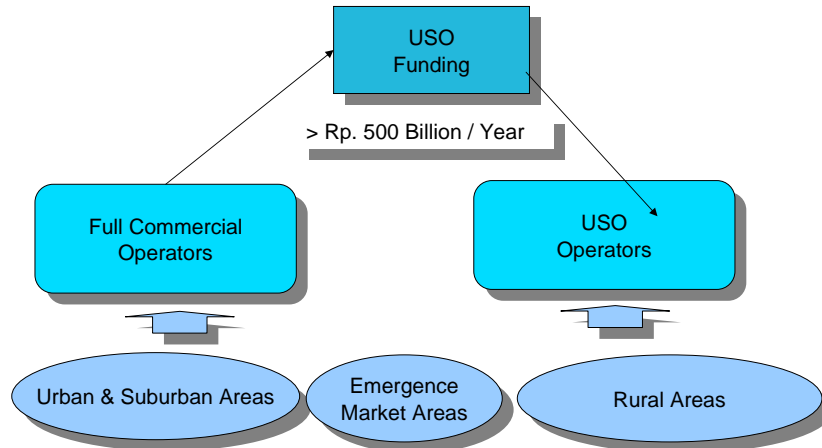 USO
Funding
> Rp. 500 Billion / Year
Full Commercial
Operators
USO
Operators
Urban & Suburban Areas
Emergence
Market Areas
Rural Areas